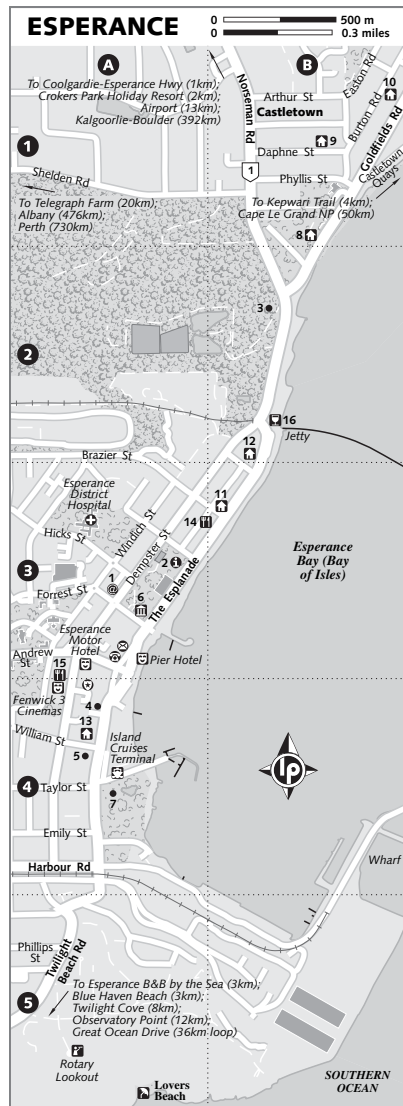 ESPERANCE
0 500 m
0 0.3 miles
A
B
To Coolgardie-Esperance Hwy (1km);
Crokers Park Holiday Resort (2km);
Airport (13km);
Kalgoorlie-Boulder (392km)
Norseman Rd
Easton Rd
10
Arthur St
Castletown
Burton Rd
Goldfields Rd
1
9
Daphne St
Castletown
Quays
Phyllis St
1
Shelden Rd
To Telegraph Farm (20km);
Albany (476km);
Perth (730km)
To Kepwari Trail (4km);
Cape Le Grand NP (50km)
8
3
2
16
Jetty
12
Brazier St
Esperance
District
Hospital
11
Windich St
14
Hicks St
Dempster St
Esperance
Bay (Bay
of Isles)
2
3
1
The Esplanade
Forrest St
6
Esperance
Motor
Hotel
Andrew
St
Pier Hotel
15
Fenwick 3
Cinemas
4
13
Island
Cruises
Terminal
William St
5
lp
4
Taylor St
7
Emily St
Wharf
Harbour Rd
Phillips
St
Twilight
Beach Rd
To Esperance B&B by the Sea (3km);
Blue Haven Beach (3km);
Twilight Cove (8km);
Observatory Point (12km);
Great Ocean Drive (36km loop)
5
Rotary
Lookout
SOUTHERN
OCEAN
Lovers
Beach